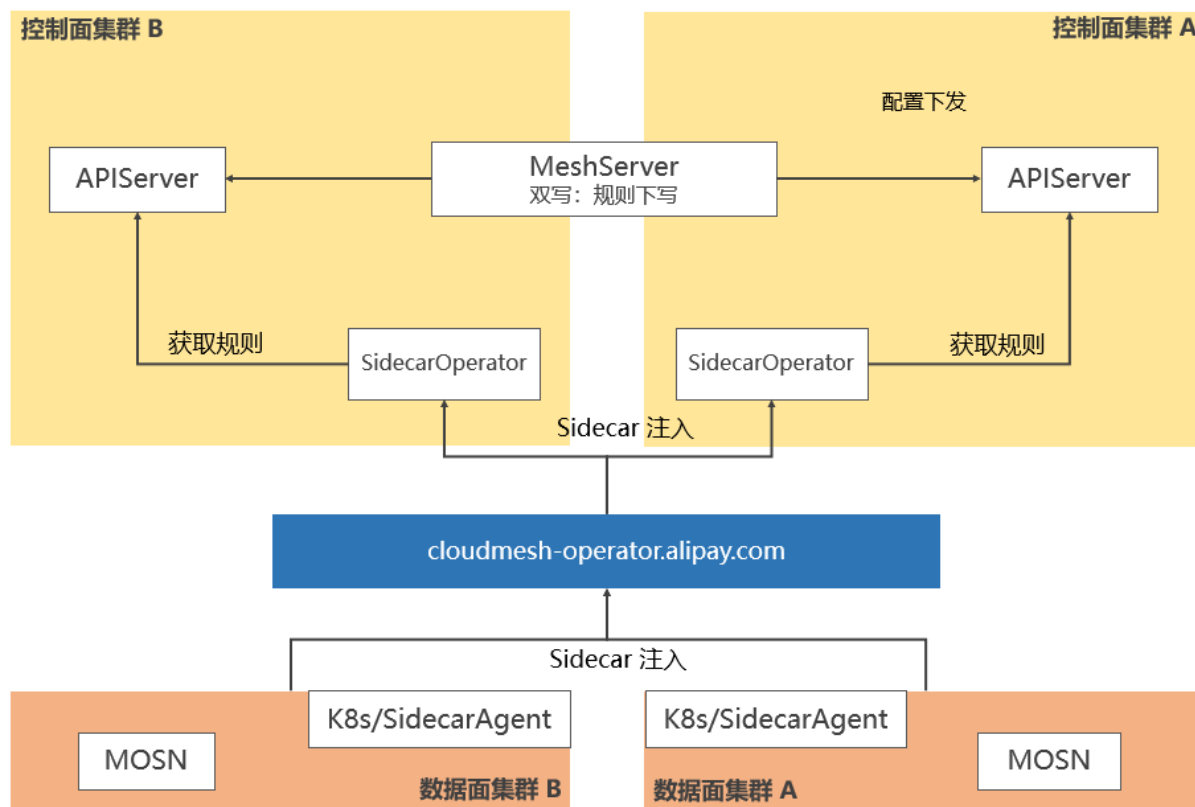 控制面集群 B
控制面集群 A
配置下发
APIServer
MeshServer
双写：规则下写
APIServer
获取规则
SidecarOperator
SidecarOperator
获取规则
Sidecar 注入
cloudmesh-operator.alipay.com
Sidecar 注入
K8s/SidecarAgent
K8s/SidecarAgent
MOSN
MOSN
数据面集群 B
数据面集群 A